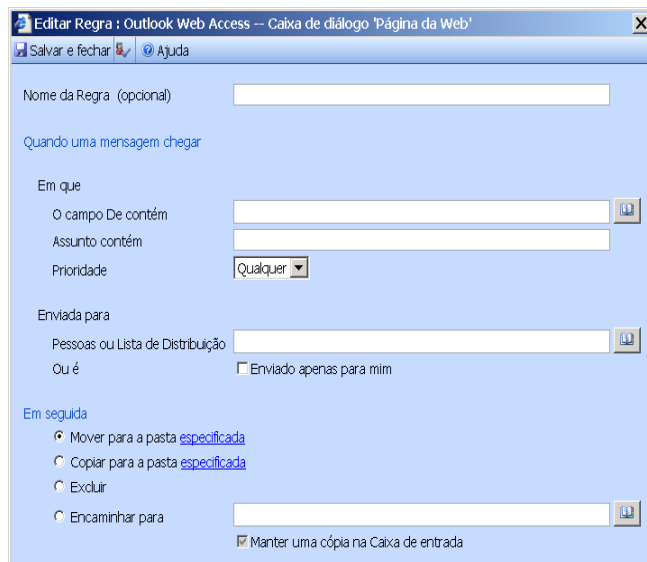 Editar Regra : Outlook Web Access -- Caixa de diálogo 'Página da Web'
Salvar e fechar Ajuda
Nome da Regra (opcional)
Quando uma mensagem chegar
Em que
O campo De contém
Assunto contém
Prioridade Qualquer
Enviada para
Pessoas ou Lista de Distribuição
Ou é Enviado apenas para mim
Em seguida
Mover para a pasta especificada
Copiar para a pasta especificada
Excluir
Encaminhar para
Manter uma cópia na Caixa de entrada